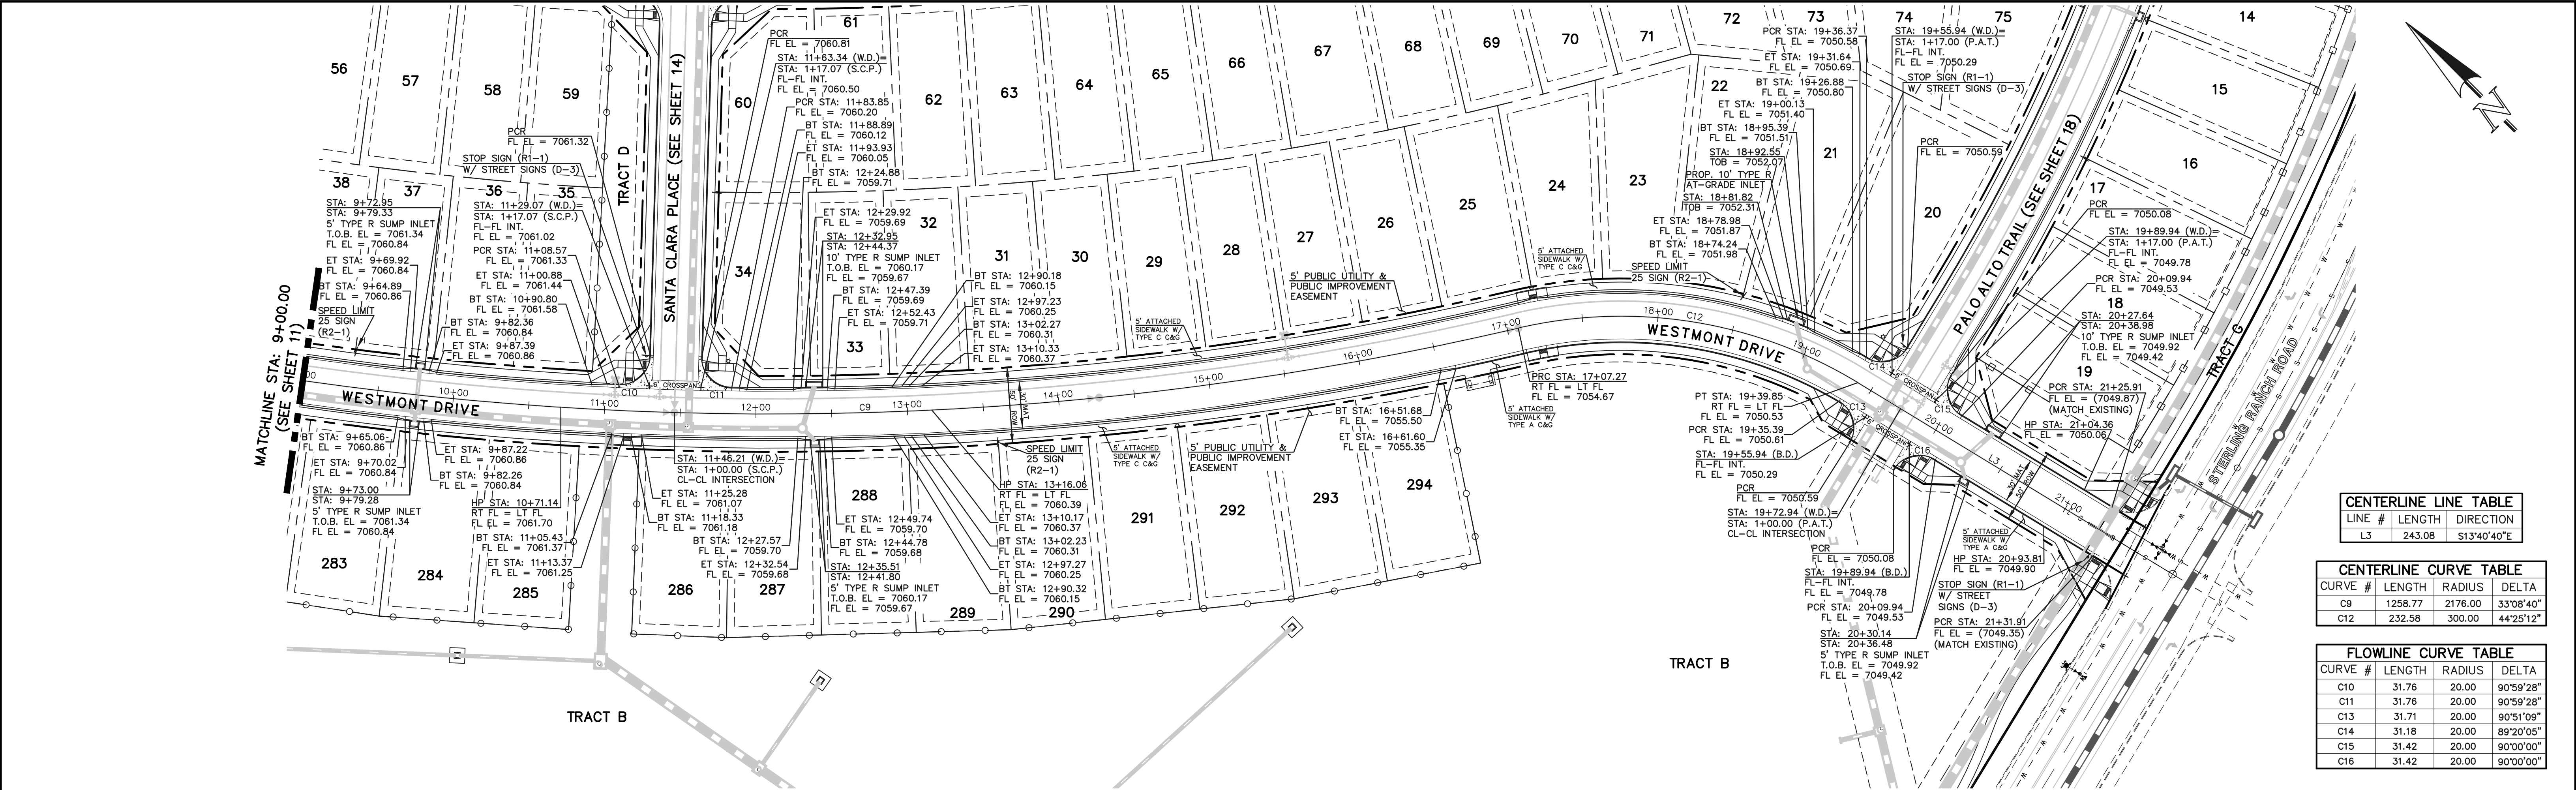 56
57
58
59
60
61
62
63
64
65
66
67
68
69
70
71
72
73
74
75
14
15
16
17
18
19
20
21
22
23
24
25
26
27
28
29
30
31
32
33
34
35
36
37
38
283
284
285
286
287
288
289
290
291
292
293
294
N
MATCHLINE STA: 9+00.00
(SEE SHEET 11)
TRACT D
SANTA CLARA PLACE (SEE SHEET 14)
PALO ALTO TRAIL (SEE SHEET 18)
TRACT G
STERLING RANCH ROAD
WESTMONT DRIVE
WESTMONT DRIVE
TRACT B
TRACT B
STA: 9+72.95
STA: 9+79.33
5' TYPE R SUMP INLET
T.O.B. EL = 7061.34
FL EL = 7060.84
ET STA: 9+69.92
FL EL = 7060.84
BT STA: 9+64.89
FL EL = 7060.86
SPEED LIMIT
25 SIGN
(R2-1)
PCR
FL EL = 7061.32
STOP SIGN (R1-1)
W/ STREET SIGNS (D-3)
STA: 11+29.07 (W.D.)=
STA: 1+17.07 (S.C.P.)
FL-FL INT.
FL EL = 7061.02
PCR STA: 11+08.57
FL EL = 7061.33
ET STA: 11+00.88
FL EL = 7061.44
BT STA: 10+90.80
FL EL = 7061.58
BT STA: 9+82.36
FL EL = 7060.84
ET STA: 9+87.39
FL EL = 7060.86
PCR
FL EL = 7060.81
STA: 11+63.34 (W.D.)=
STA: 1+17.07 (S.C.P.)
FL-FL INT.
FL EL = 7060.50
PCR STA: 11+83.85
FL EL = 7060.20
BT STA: 11+88.89
FL EL = 7060.12
ET STA: 11+93.93
FL EL = 7060.05
BT STA: 12+24.88
FL EL = 7059.71
ET STA: 12+29.92
FL EL = 7059.69
STA: 12+32.95
STA: 12+44.37
10' TYPE R SUMP INLET
T.O.B. EL = 7060.17
FL EL = 7059.67
BT STA: 12+47.39
FL EL = 7059.69
ET STA: 12+52.43
FL EL = 7059.71
BT STA: 12+90.18
FL EL = 7060.15
ET STA: 12+97.23
FL EL = 7060.25
BT STA: 13+02.27
FL EL = 7060.31
ET STA: 13+10.33
FL EL = 7060.37
5' ATTACHED
SIDEWALK W/
TYPE C C&G
5' PUBLIC UTILITY &
PUBLIC IMPROVEMENT
EASEMENT
5' ATTACHED
SIDEWALK W/
TYPE C C&G
SPEED LIMIT
25 SIGN (R2-1)
PCR STA: 19+36.37
FL EL = 7050.58
ET STA: 19+31.64
FL EL = 7050.69
BT STA: 19+26.88
FL EL = 7050.80
ET STA: 19+00.13
FL EL = 7051.40
BT STA: 18+95.39
FL EL = 7051.51
STA: 18+92.55
TOB = 7052.07
PROP. 10' TYPE R
AT-GRADE INLET
STA: 18+81.82
TOB = 7052.31
ET STA: 18+78.98
FL EL = 7051.87
BT STA: 18+74.24
FL EL = 7051.98
STA: 19+55.94 (W.D.)=
STA: 1+17.00 (P.A.T.)
FL-FL INT.
FL EL = 7050.29
STOP SIGN (R1-1)
W/ STREET SIGNS (D-3)
PCR
FL EL = 7050.59
PCR
FL EL = 7050.08
STA: 19+89.94 (W.D.)=
STA: 1+17.00 (P.A.T.)
FL-FL INT.
FL EL = 7049.78
PCR STA: 20+09.94
FL EL = 7049.53
STA: 20+27.64
STA: 20+38.98
10' TYPE R SUMP INLET
T.O.B. EL = 7049.92
FL EL = 7049.42
PCR STA: 21+25.91
FL EL = (7049.87)
(MATCH EXISTING)
HP STA: 21+04.36
FL EL = 7050.06
10+00
11+00
12+00
13+00
14+00
15+00
16+00
17+00
18+00
19+00
20+00
21+00
C9
C10
C11
C12
C13
C14
C15
C16
L3
6' CROSSPAN
6' CROSSPAN
6' CROSSPAN
30' MAT
50' ROW
30' MAT
50' ROW
BT STA: 9+65.06
FL EL = 7060.86
ET STA: 9+70.02
FL EL = 7060.84
STA: 9+73.00
STA: 9+79.28
5' TYPE R SUMP INLET
T.O.B. EL = 7061.34
FL EL = 7060.84
ET STA: 9+87.22
FL EL = 7060.86
BT STA: 9+82.26
FL EL = 7060.84
HP STA: 10+71.14
RT FL = LT FL
FL EL = 7061.70
BT STA: 11+05.43
FL EL = 7061.37
ET STA: 11+13.37
FL EL = 7061.25
STA: 11+46.21 (W.D.)=
STA: 1+00.00 (S.C.P.)
CL-CL INTERSECTION
ET STA: 11+25.28
FL EL = 7061.07
BT STA: 11+18.33
FL EL = 7061.18
BT STA: 12+27.57
FL EL = 7059.70
ET STA: 12+32.54
FL EL = 7059.68
ET STA: 12+49.74
FL EL = 7059.70
BT STA: 12+44.78
FL EL = 7059.68
STA: 12+35.51
STA: 12+41.80
5' TYPE R SUMP INLET
T.O.B. EL = 7060.17
FL EL = 7059.67
SPEED LIMIT
25 SIGN
(R2-1)
HP STA: 13+16.06
RT FL = LT FL
FL EL = 7060.39
ET STA: 13+10.17
FL EL = 7060.37
BT STA: 13+02.23
FL EL = 7060.31
ET STA: 12+97.27
FL EL = 7060.25
BT STA: 12+90.32
FL EL = 7060.15
5' ATTACHED
SIDEWALK W/
TYPE C C&G
5' PUBLIC UTILITY &
PUBLIC IMPROVEMENT
EASEMENT
BT STA: 16+51.68
FL EL = 7055.50
ET STA: 16+61.60
FL EL = 7055.35
PRC STA: 17+07.27
RT FL = LT FL
FL EL = 7054.67
5' ATTACHED
SIDEWALK W/
TYPE A C&G
PT STA: 19+39.85
RT FL = LT FL
FL EL = 7050.53
PCR STA: 19+35.39
FL EL = 7050.61
STA: 19+55.94 (B.D.)
FL-FL INT.
FL EL = 7050.29
PCR
FL EL = 7050.59
STA: 19+72.94 (W.D.)=
STA: 1+00.00 (P.A.T.)
CL-CL INTERSECTION
PCR
FL EL = 7050.08
STA: 19+89.94 (B.D.)
FL-FL INT.
FL EL = 7049.78
PCR STA: 20+09.94
FL EL = 7049.53
STA: 20+30.14
STA: 20+36.48
5' TYPE R SUMP INLET
T.O.B. EL = 7049.92
FL EL = 7049.42
5' ATTACHED
SIDEWALK W/
TYPE A C&G
HP STA: 20+93.81
FL EL = 7049.90
STOP SIGN (R1-1)
W/ STREET
SIGNS (D-3)
PCR STA: 21+31.91
FL EL = (7049.35)
(MATCH EXISTING)
CENTERLINE LINE TABLE
LINE # LENGTH DIRECTION
L3 243.08 S13°40'40"E
CENTERLINE CURVE TABLE
CURVE # LENGTH RADIUS DELTA
C9 1258.77 2176.00 33°08'40"
C12 232.58 300.00 44°25'12"
FLOWLINE CURVE TABLE
CURVE # LENGTH RADIUS DELTA
C10 31.76 20.00 90°59'28"
C11 31.76 20.00 90°59'28"
C13 31.71 20.00 90°51'09"
C14 31.18 20.00 89°20'05"
C15 31.42 20.00 90°00'00"
C16 31.42 20.00 90°00'00"